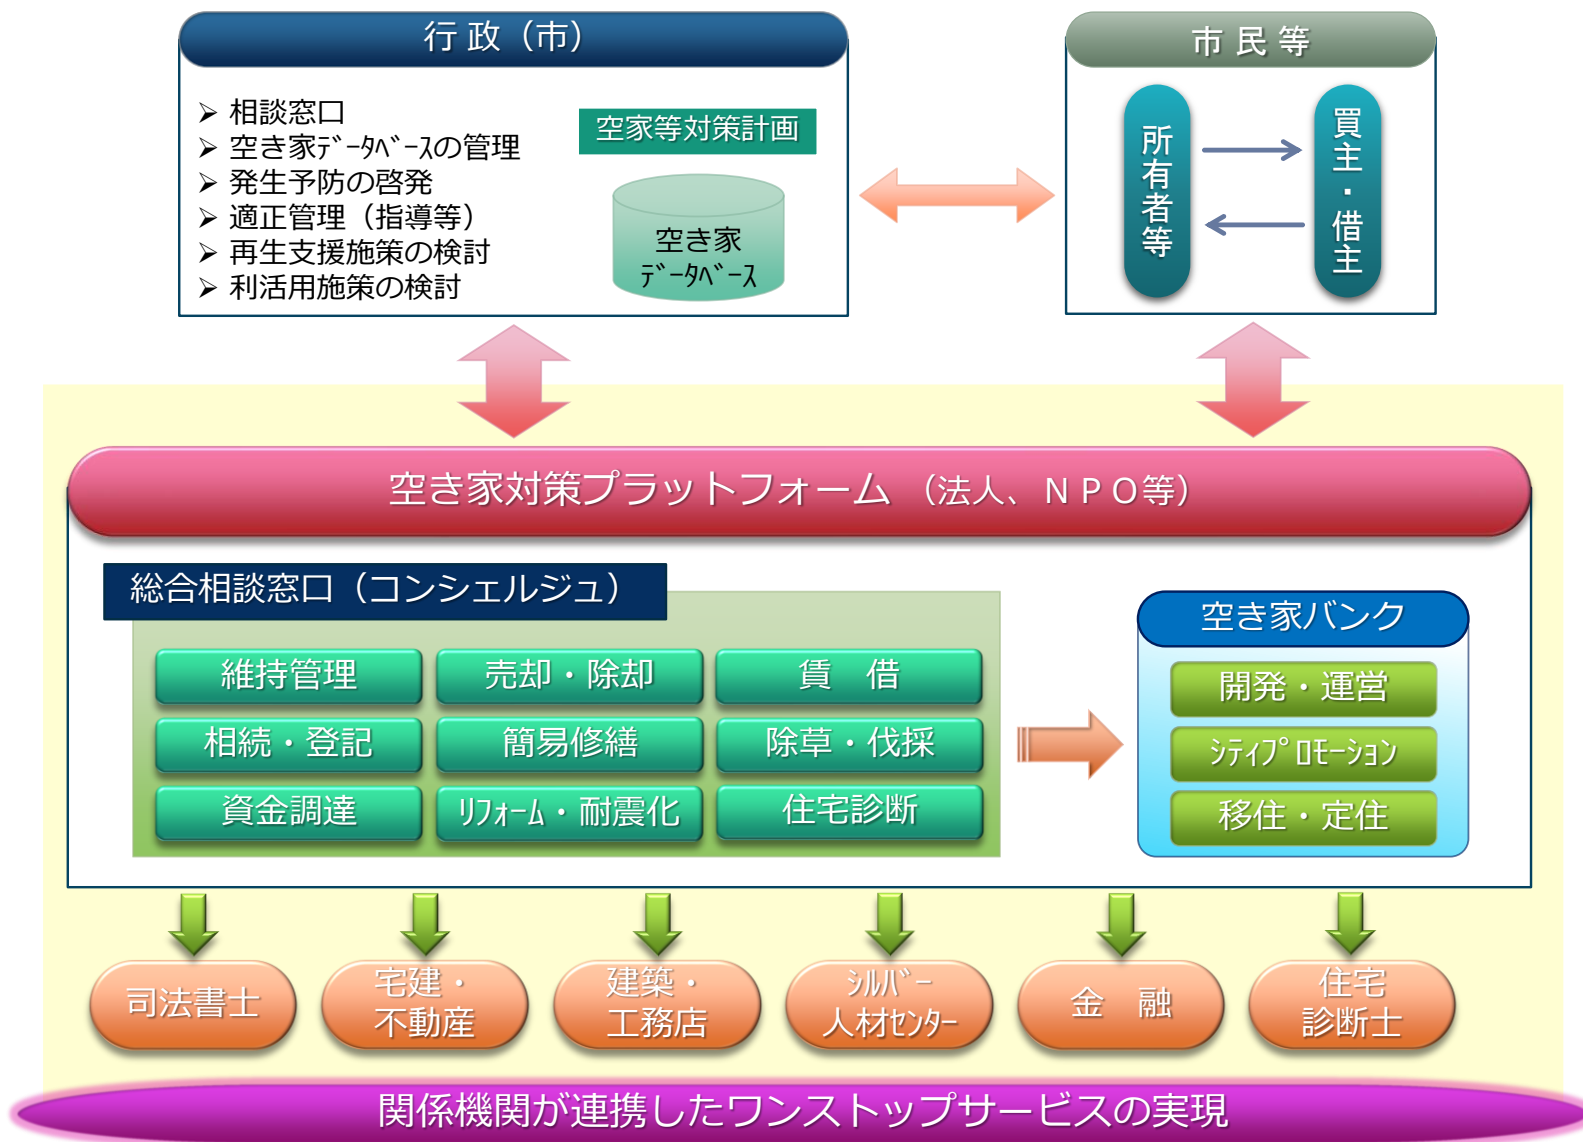 行 政（市）
➢ 相談窓口
➢ 空き家ﾃﾞｰﾀﾍﾞｰｽの管理
➢ 発生予防の啓発
➢ 適正管理（指導等）
➢ 再生支援施策の検討
➢ 利活用施策の検討
空家等対策計画
空き家
ﾃﾞｰﾀﾍﾞｰｽ
市 民 等
所有者等
買主・借主
空き家対策プラットフォーム （法人、ＮＰＯ等）
総合相談窓口（コンシェルジュ）
維持管理
売却・除却
賃　借
相続・登記
簡易修繕
除草・伐採
資金調達
ﾘﾌｫｰﾑ・耐震化
住宅診断
空き家バンク
開発・運営
ｼﾃｨﾌﾟﾛﾓｰｼｮﾝ
移住・定住
司法書士
宅建・
不動産
建築・
工務店
ｼﾙﾊﾞｰ
人材ｾﾝﾀｰ
金　融
住宅
診断士
関係機関が連携したワンストップサービスの実現